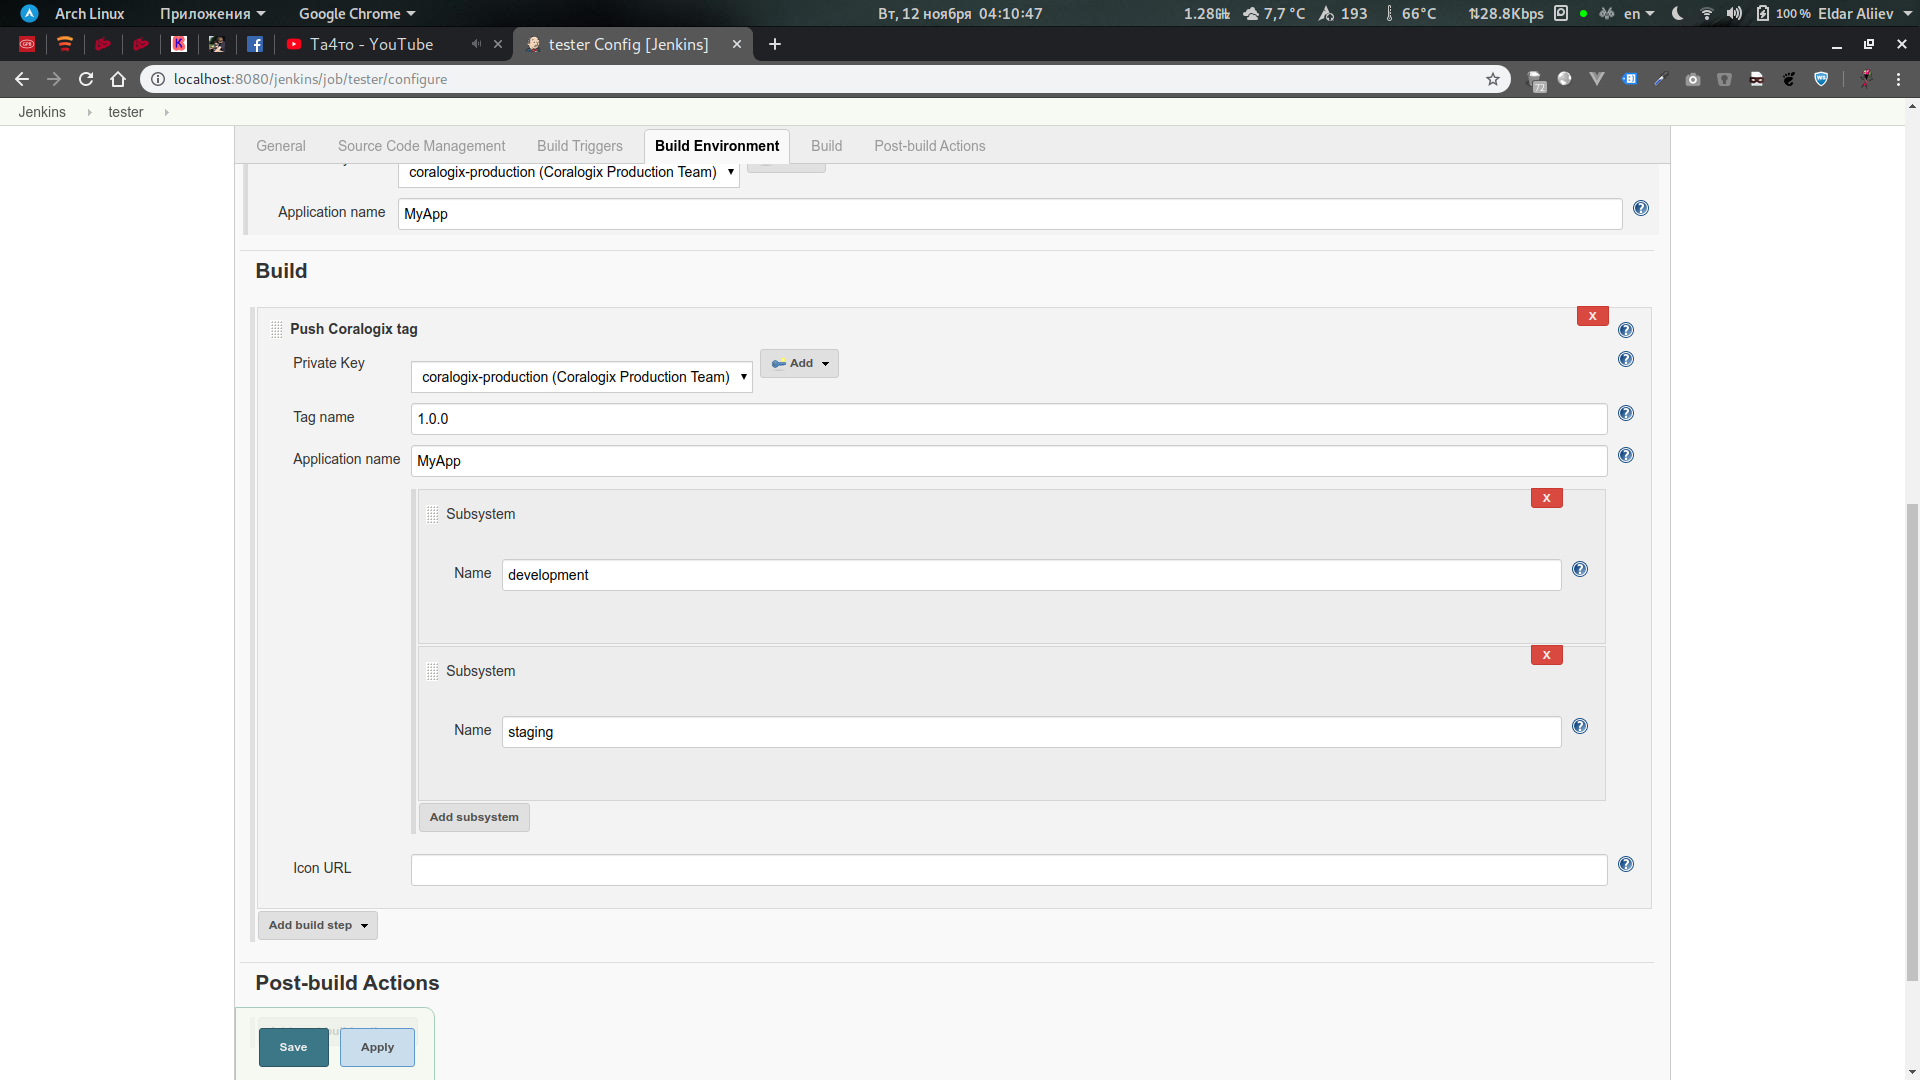 Arch Linux Приложения Google Chrome Вт, 12 ноября 04:10:47 1.28GHz 7,7 °C 193 66°C 28.8Kbps en 100 % Eldar Aliiev
Та4то - YouTube tester Config [Jenkins]
localhost:8080/jenkins/job/tester/configure 72
Jenkins tester
General Source Code Management Build Triggers Build Environment Build Post-build Actions
coralogix-production (Coralogix Production Team)
Application name MyApp
Build
X
Push Coralogix tag
Private Key coralogix-production (Coralogix Production Team) Add
Tag name 1.0.0
Application name MyApp
X
Subsystem
Name development
X
Subsystem
Name staging
Add subsystem
Icon URL
Add build step
Post-build Actions
Save Apply